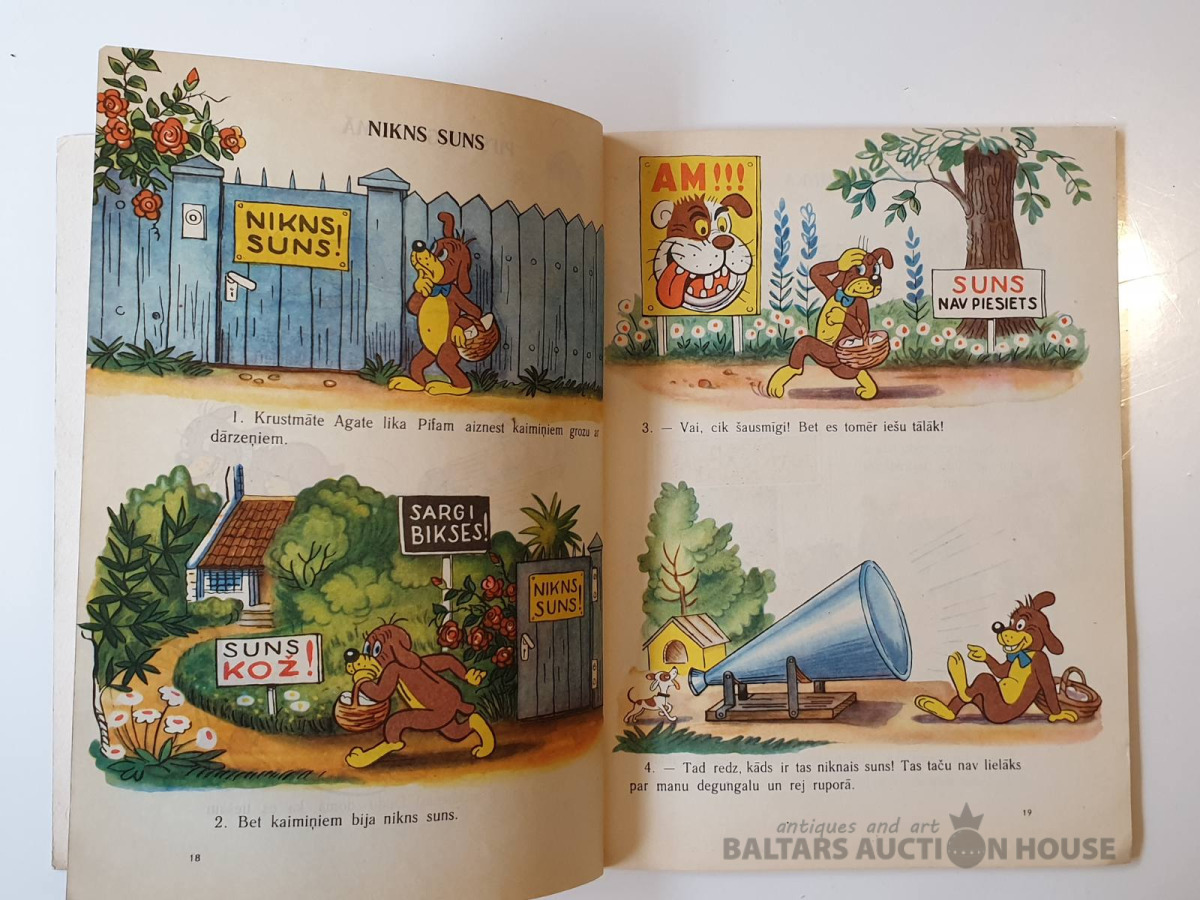 NIKNS SUNS
NIKNS
SUNS!
1. Krustmāte Agate lika Pifam aiznest kaimiņiem grozu ar
dārzeņiem.
SARGI
BIKSES!
NIKNS
SUNS!
SUNS
KOŽ!
2. Bet kaimiņiem bija nikns suns.
18
AM!!!
SUNS
NAV PIESIETS
3. — Vai, cik šausmīgi! Bet es tomēr iešu tālāk!
4. — Tad redz, kāds ir tas niknais suns! Tas taču nav lielāks
par manu degungalu un rej ruporā.
19
antiques and art
BALTARS AUCTION HOUSE